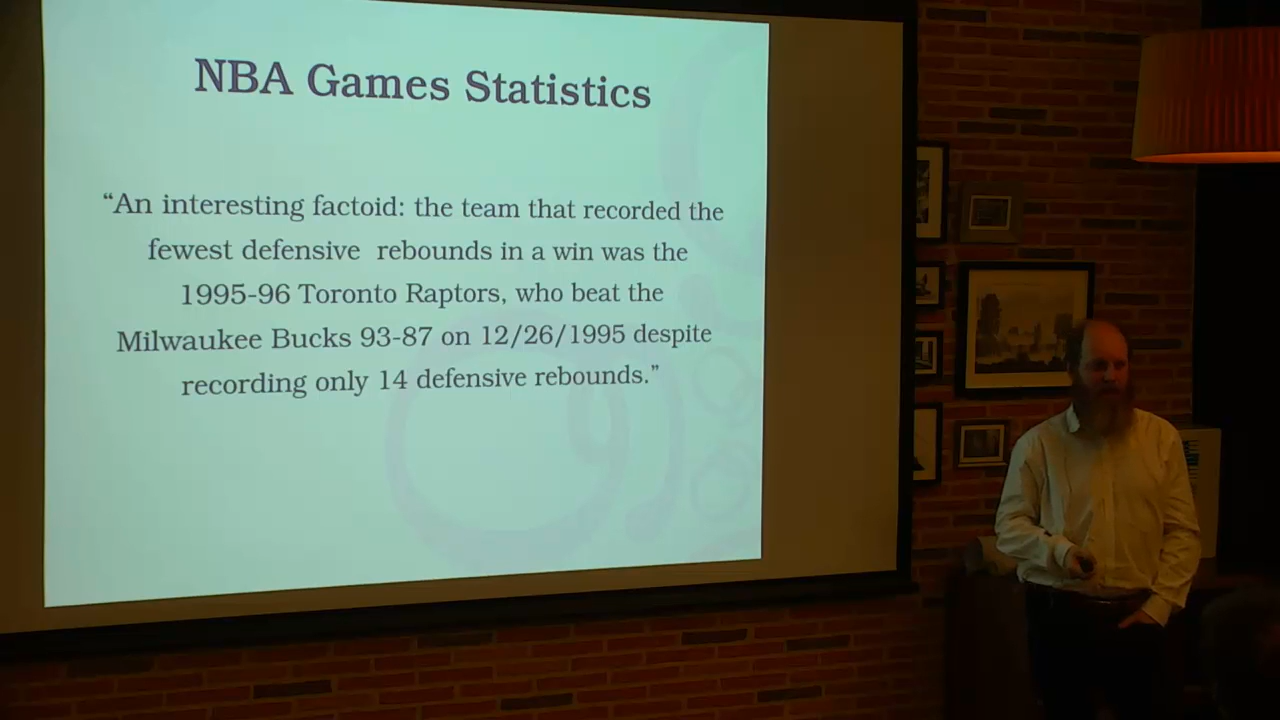 NBA Games Statistics
“An interesting factoid: the team that recorded the
fewest defensive rebounds in a win was the
1995-96 Toronto Raptors, who beat the
Milwaukee Bucks 93-87 on 12/26/1995 despite
recording only 14 defensive rebounds.”